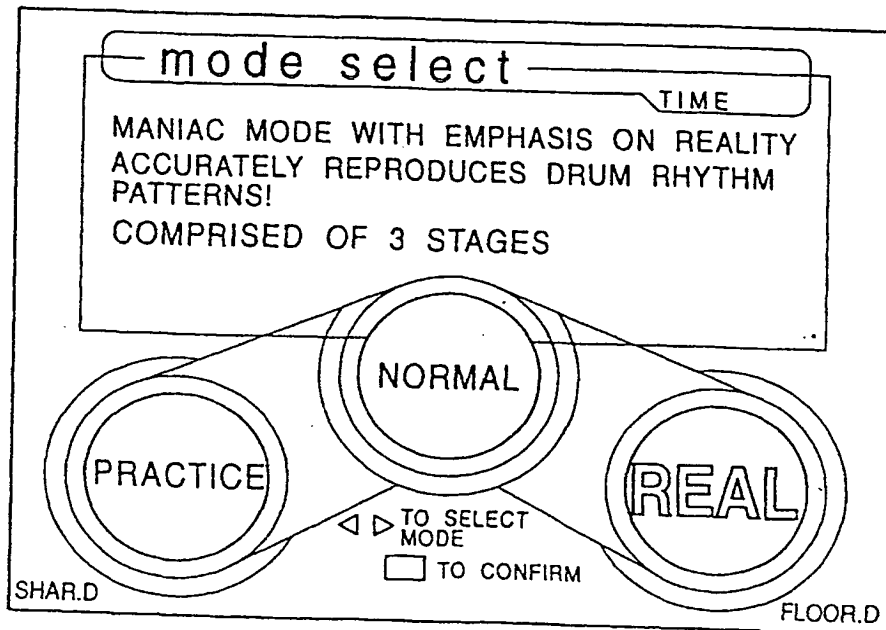 mode select
TIME
MANIAC MODE WITH EMPHASIS ON REALITY
ACCURATELY REPRODUCES DRUM RHYTHM
PATTERNS!
COMPRISED OF 3 STAGES
NORMAL
PRACTICE
REAL
TO SELECT
MODE
TO CONFIRM
SHAR.D
FLOOR.D